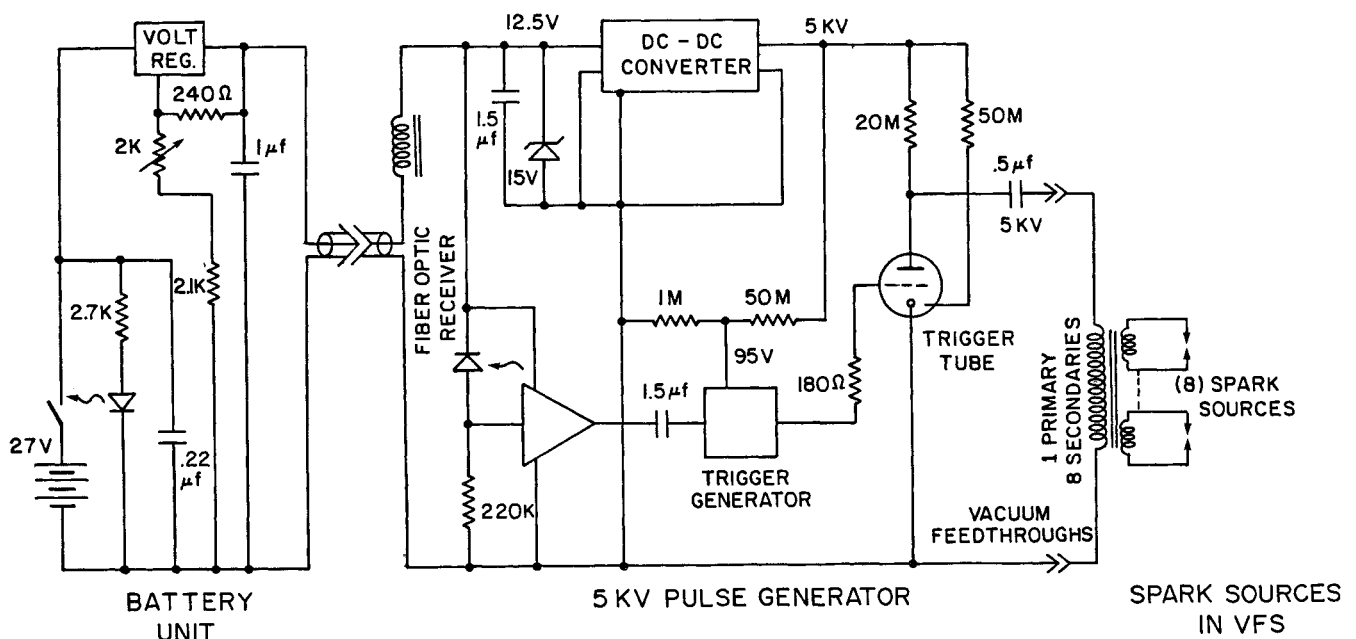 VOLT
REG.
240Ω
2K
1μf
2.7K
2.1K
27V
.22
μf
BATTERY
UNIT
12.5V
DC - DC
CONVERTER
5 KV
1.5
μf
15V
20M
50M
.5μf
5KV
FIBER OPTIC
RECEIVER
1M
50M
95V
180Ω
TRIGGER
TUBE
1.5μf
220K
TRIGGER
GENERATOR
1 PRIMARY
8 SECONDARIES
(8) SPARK
SOURCES
VACUUM
FEEDTHROUGHS
5 KV PULSE GENERATOR
SPARK SOURCES
IN VFS